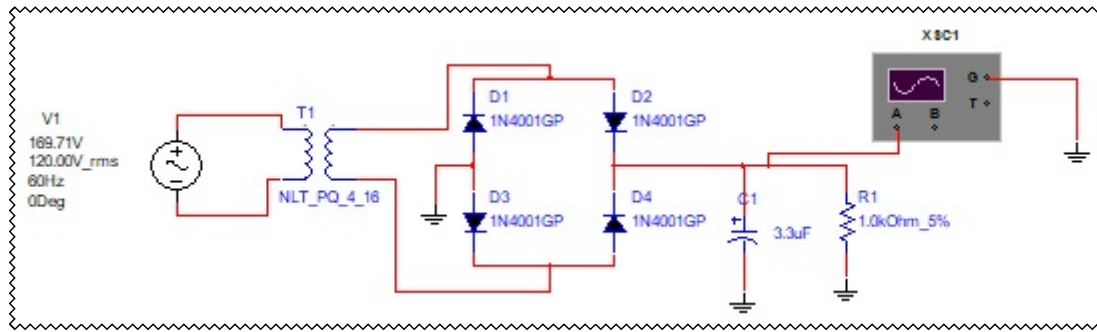 XSC1
G
T
A B
V1
169.71V
120.00V_rms
60Hz
0Deg
T1
NLT_PQ_4_16
D1
1N4001GP
D2
1N4001GP
D3
1N4001GP
D4
1N4001GP
C1
3.3uF
R1
1.0kOhm_5%